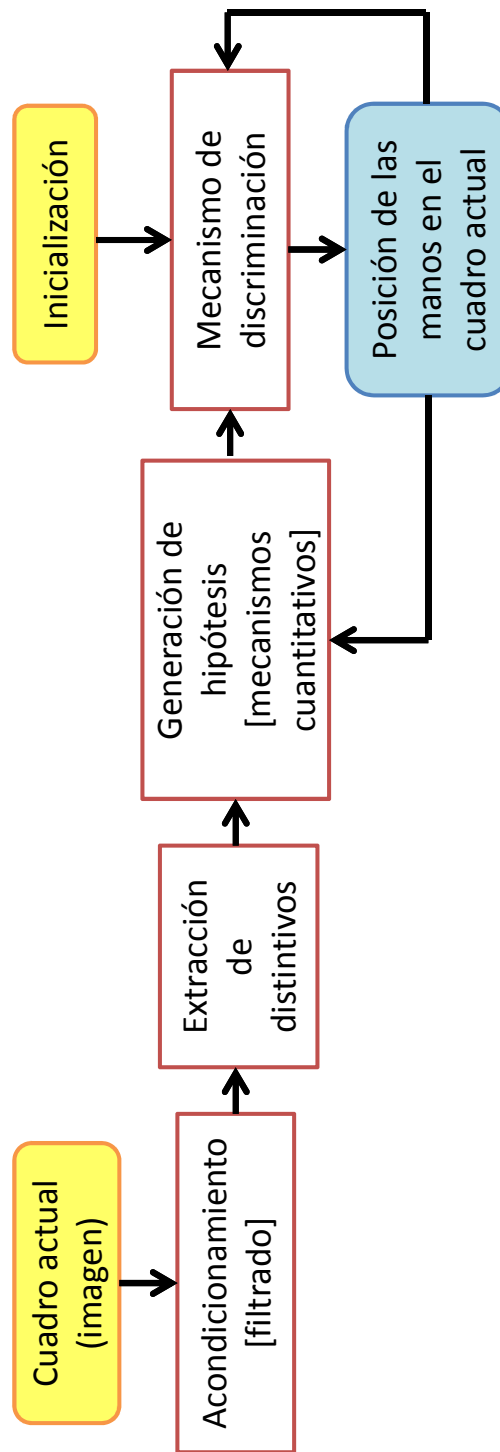 Cuadro actual
(imagen)
Acondicionamiento
[filtrado]
Extracción
de
distintivos
Generación de
hipótesis
[mecanismos
cuantitativos]
Inicialización
Mecanismo de
discriminación
Posición de las
manos en el
cuadro actual